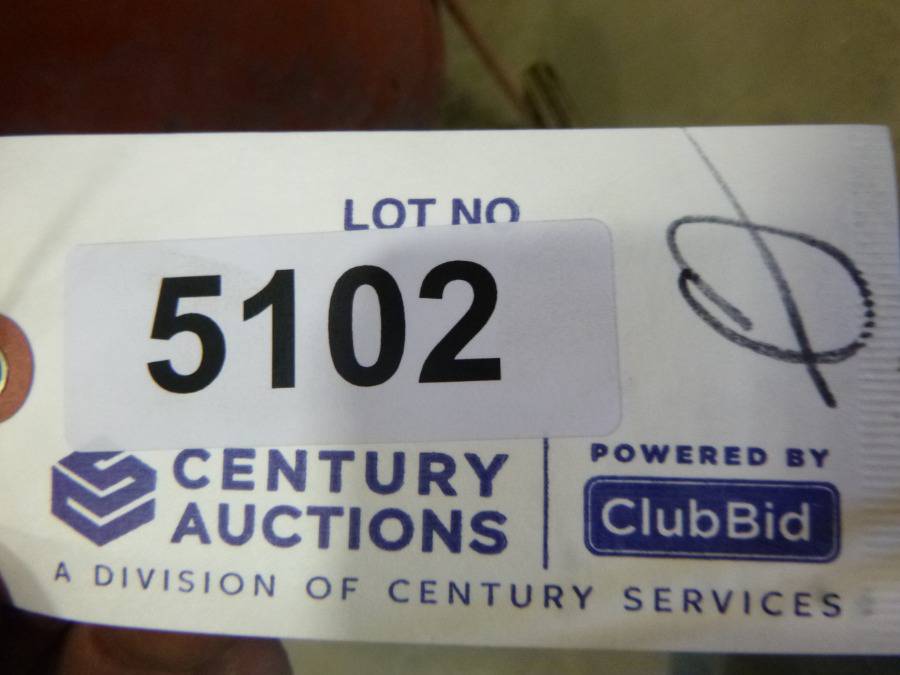 LOT NO
5102
CENTURY
AUCTIONS
POWERED BY
ClubBid
A DIVISION OF CENTURY SERVICES